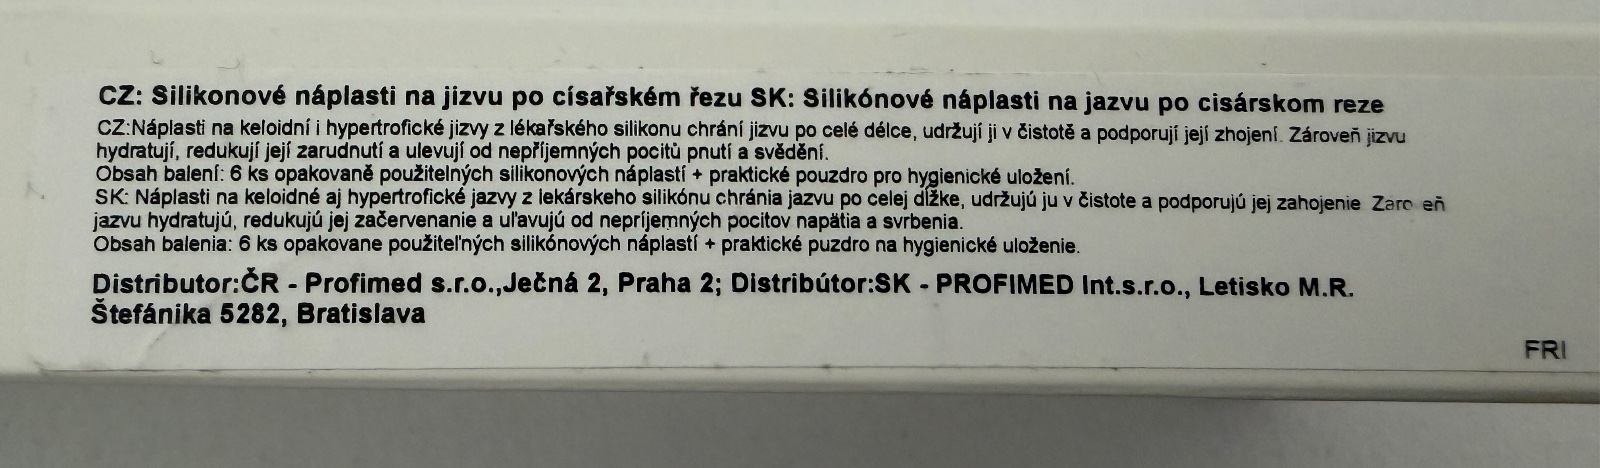 CZ: Silikonové náplasti na jizvu po císařském řezu SK: Silikónové náplasti na jazvu po cisárskom reze
CZ:Náplasti na keloidní i hypertrofické jizvy z lékařského silikonu chrání jizvu po celé délce, udržují ji v čistotě a podporují její zhojení. Zároveň jizvu
hydratují, redukují její zarudnutí a ulevují od nepříjemných pocitů pnutí a svědění.
Obsah balení: 6 ks opakovaně použitelných silikonových náplastí + praktické pouzdro pro hygienické uložení.
SK: Náplasti na keloidné aj hypertrofické jazvy z lekárskeho silikónu chránia jazvu po celej dĺžke, udržujú ju v čistote a podporujú jej zahojenie Zaro eň
jazvu hydratujú, redukujú jej začervenanie a uľavujú od nepríjemných pocitov napätia a svrbenia.
Obsah balenia: 6 ks opakovane použiteľných silikónových náplastí + praktické puzdro na hygienické uloženie.
Distributor:ČR - Profimed s.r.o.,Ječná 2, Praha 2; Distribútor:SK - PROFIMED Int.s.r.o., Letisko M.R.
Štefánika 5282, Bratislava
FRI